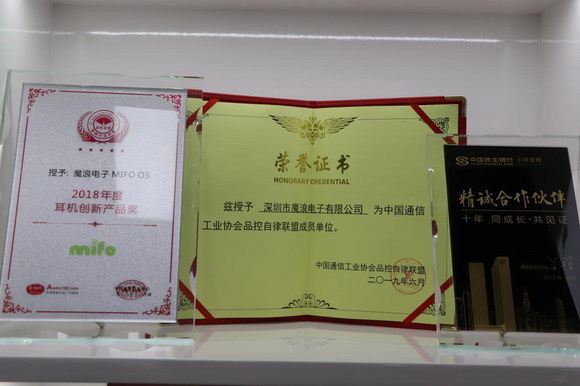 授予: 魔浪电子 MIFO O5
2018年度
耳机创新产品奖
mifo
荣誉证书
HONORARY CREDENTIAL
兹授予 深圳市魔浪电子有限公司 为中国通信
工业协会品控自律联盟成员单位。
中国通信工业协会品控自律联盟
二〇一九年六月
中国民生银行 小微金融
精诚合作伙伴
十年 同成长·共见证